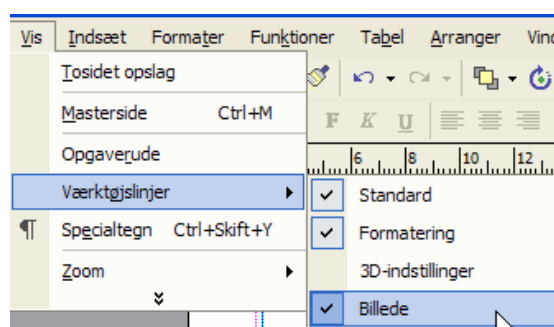 Vis Indsæt Formater Funktioner Tabel Arranger
Tosidet opslag
Masterside Ctrl+M
F K U
Opgaverude
6 8 10 12
Værktøjslinjer
Standard
Specialtegn Ctrl+Skift+Y
Formatering
Zoom
3D-indstillinger
Billede